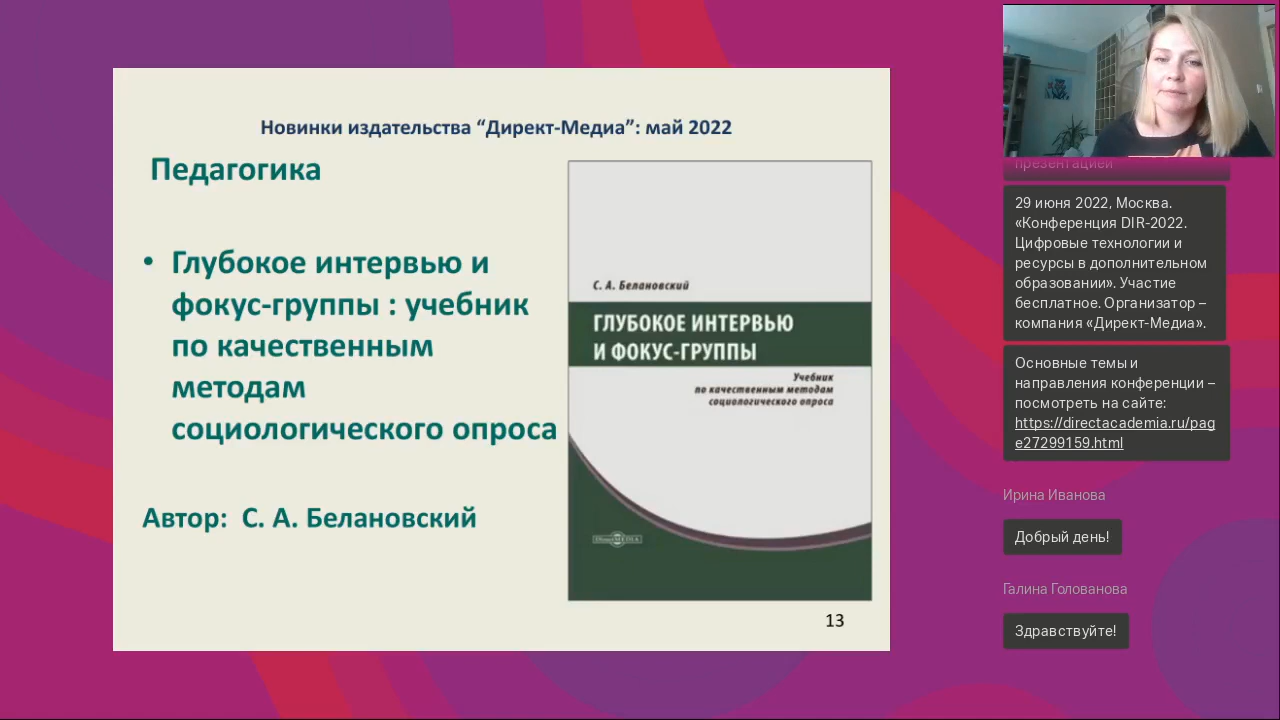 Новинки издательства “Директ-Медиа”: май 2022
Педагогика
• Глубокое интервью и
фокус-группы : учебник
по качественным
методам
социологического опроса
Автор: С. А. Белановский
С. А. Белановский
ГЛУБОКОЕ ИНТЕРВЬЮ
И ФОКУС-ГРУППЫ
Учебник
по качественным методам
социологического опроса
DirectMEDIA
13
презентацией
29 июня 2022, Москва.
«Конференция DIR-2022.
Цифровые технологии и
ресурсы в дополнительном
образовании». Участие
бесплатное. Организатор –
компания «Директ-Медиа».
Основные темы и
направления конференции –
посмотреть на сайте:
https://directacademia.ru/pag
e27299159.html
Ирина Иванова
Добрый день!
Галина Голованова
Здравствуйте!